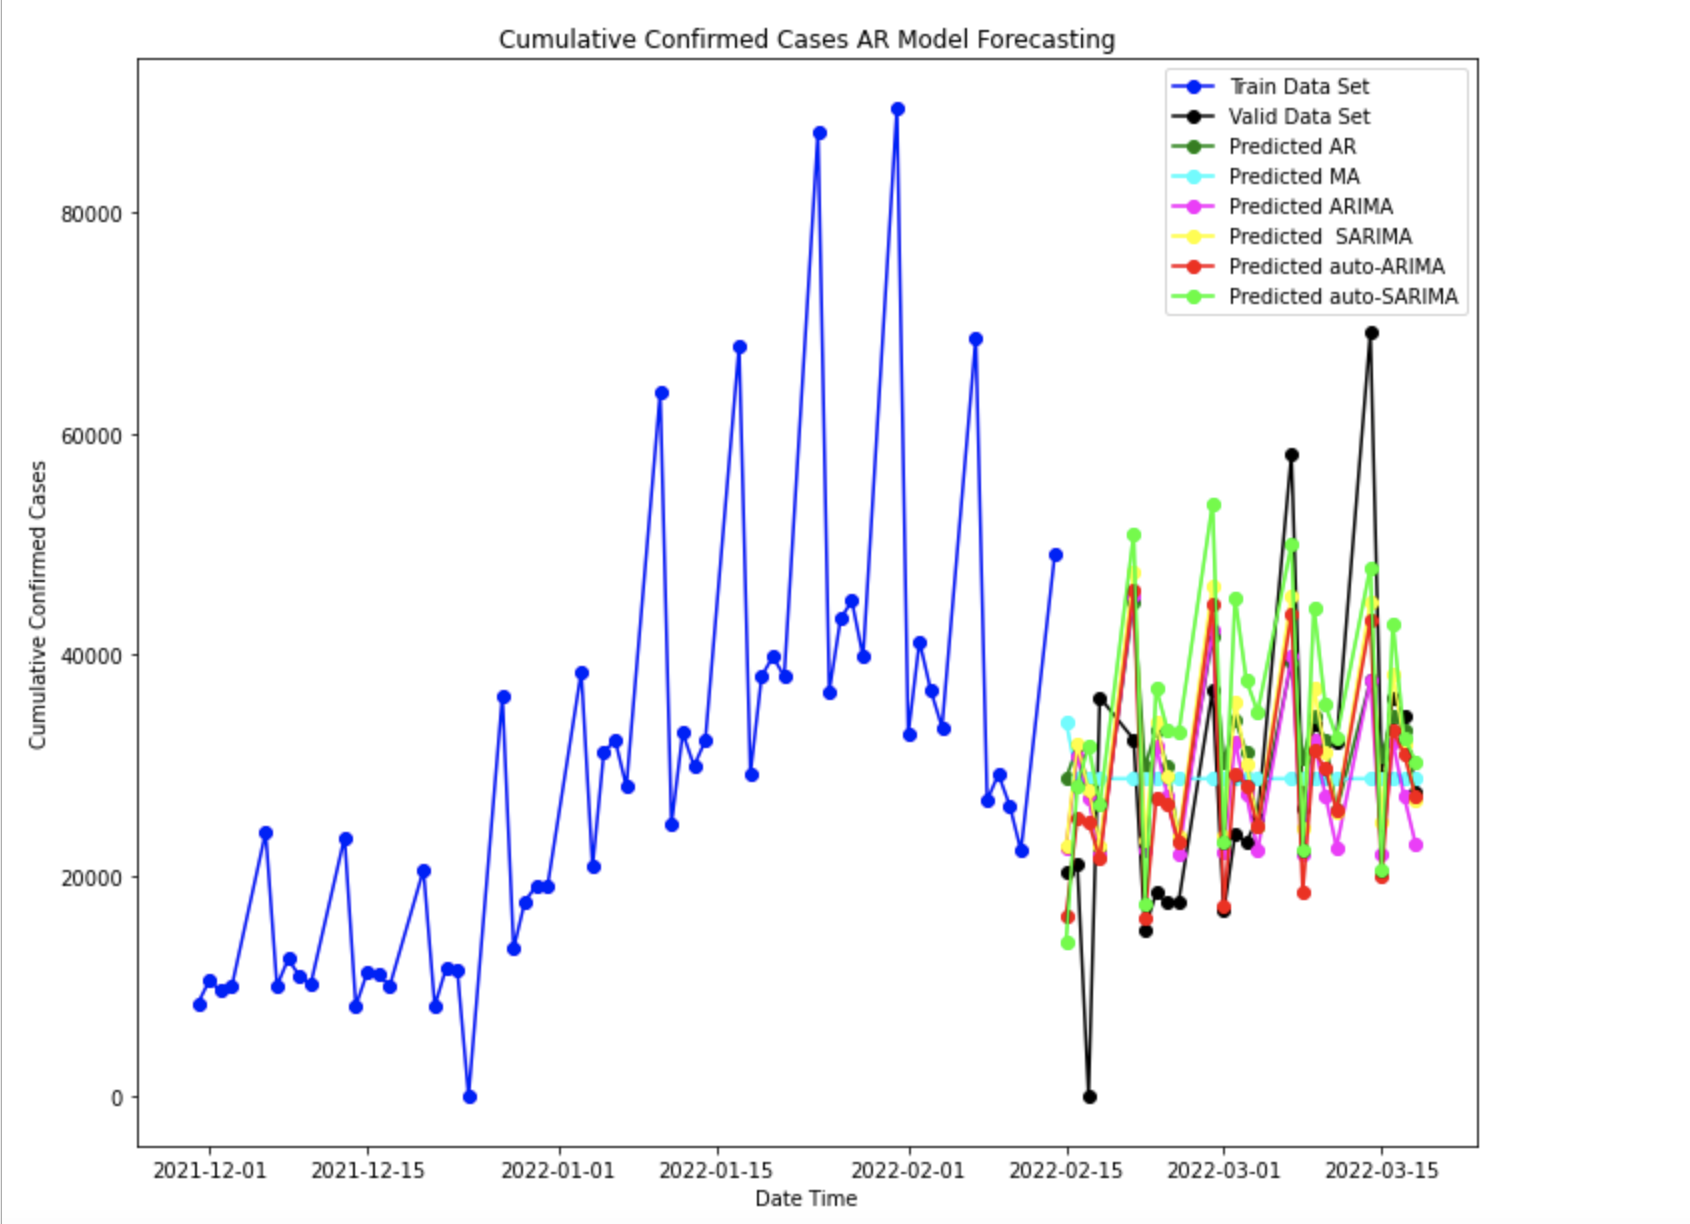 Cumulative Confirmed Cases AR Model Forecasting
Train Data Set
Valid Data Set
Predicted AR
Predicted MA
Predicted ARIMA
Predicted  SARIMA
Predicted auto-ARIMA
Predicted auto-SARIMA
80000
60000
40000
20000
0
Cumulative Confirmed Cases
2021-12-01 2021-12-15 2022-01-01 2022-01-15 2022-02-01 2022-02-15 2022-03-01 2022-03-15
Date Time